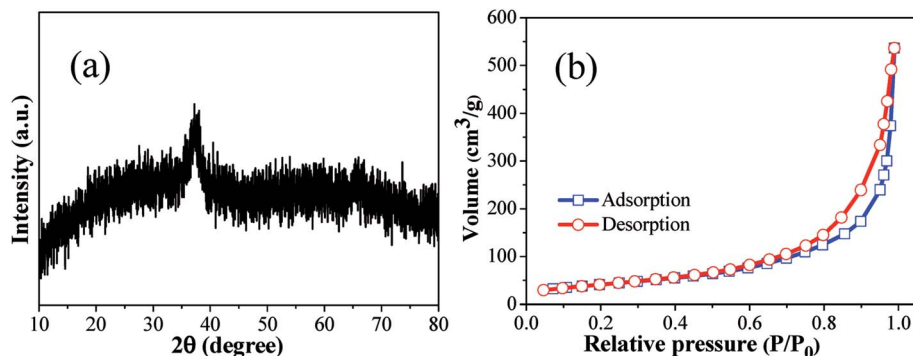 (a)
Intensity (a.u.)
10 20 30 40 50 60 70 80
2θ (degree)
(b)
Volume (cm³/g)
600
500
400
300
200
100
0
Adsorption
Desorption
0.0 0.2 0.4 0.6 0.8 1.0
Relative pressure (P/P₀)